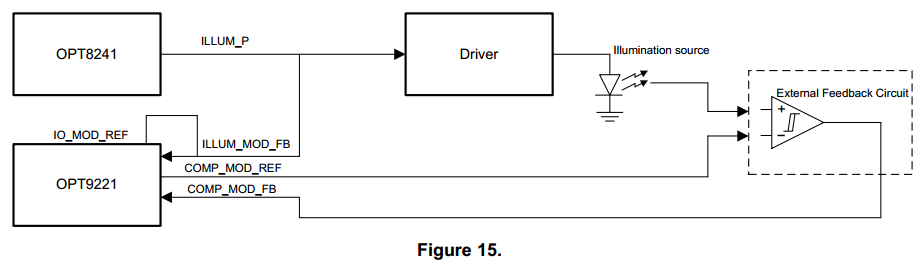 OPT8241
ILLUM_P
Driver
Illumination source
External Feedback Circuit
+
−
IO_MOD_REF
ILLUM_MOD_FB
OPT9221
COMP_MOD_REF
COMP_MOD_FB
Figure 15.